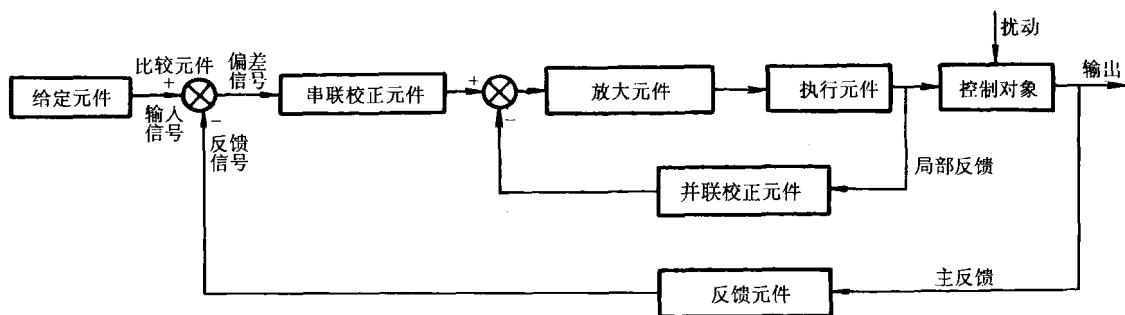 扰动
比较元件
偏差
信号
输出
给定元件
+
输人
信号
−
反馈
信号
串联校正元件
+
−
放大元件
执行元件
控制对象
局部反馈
并联校正元件
主反馈
反馈元件